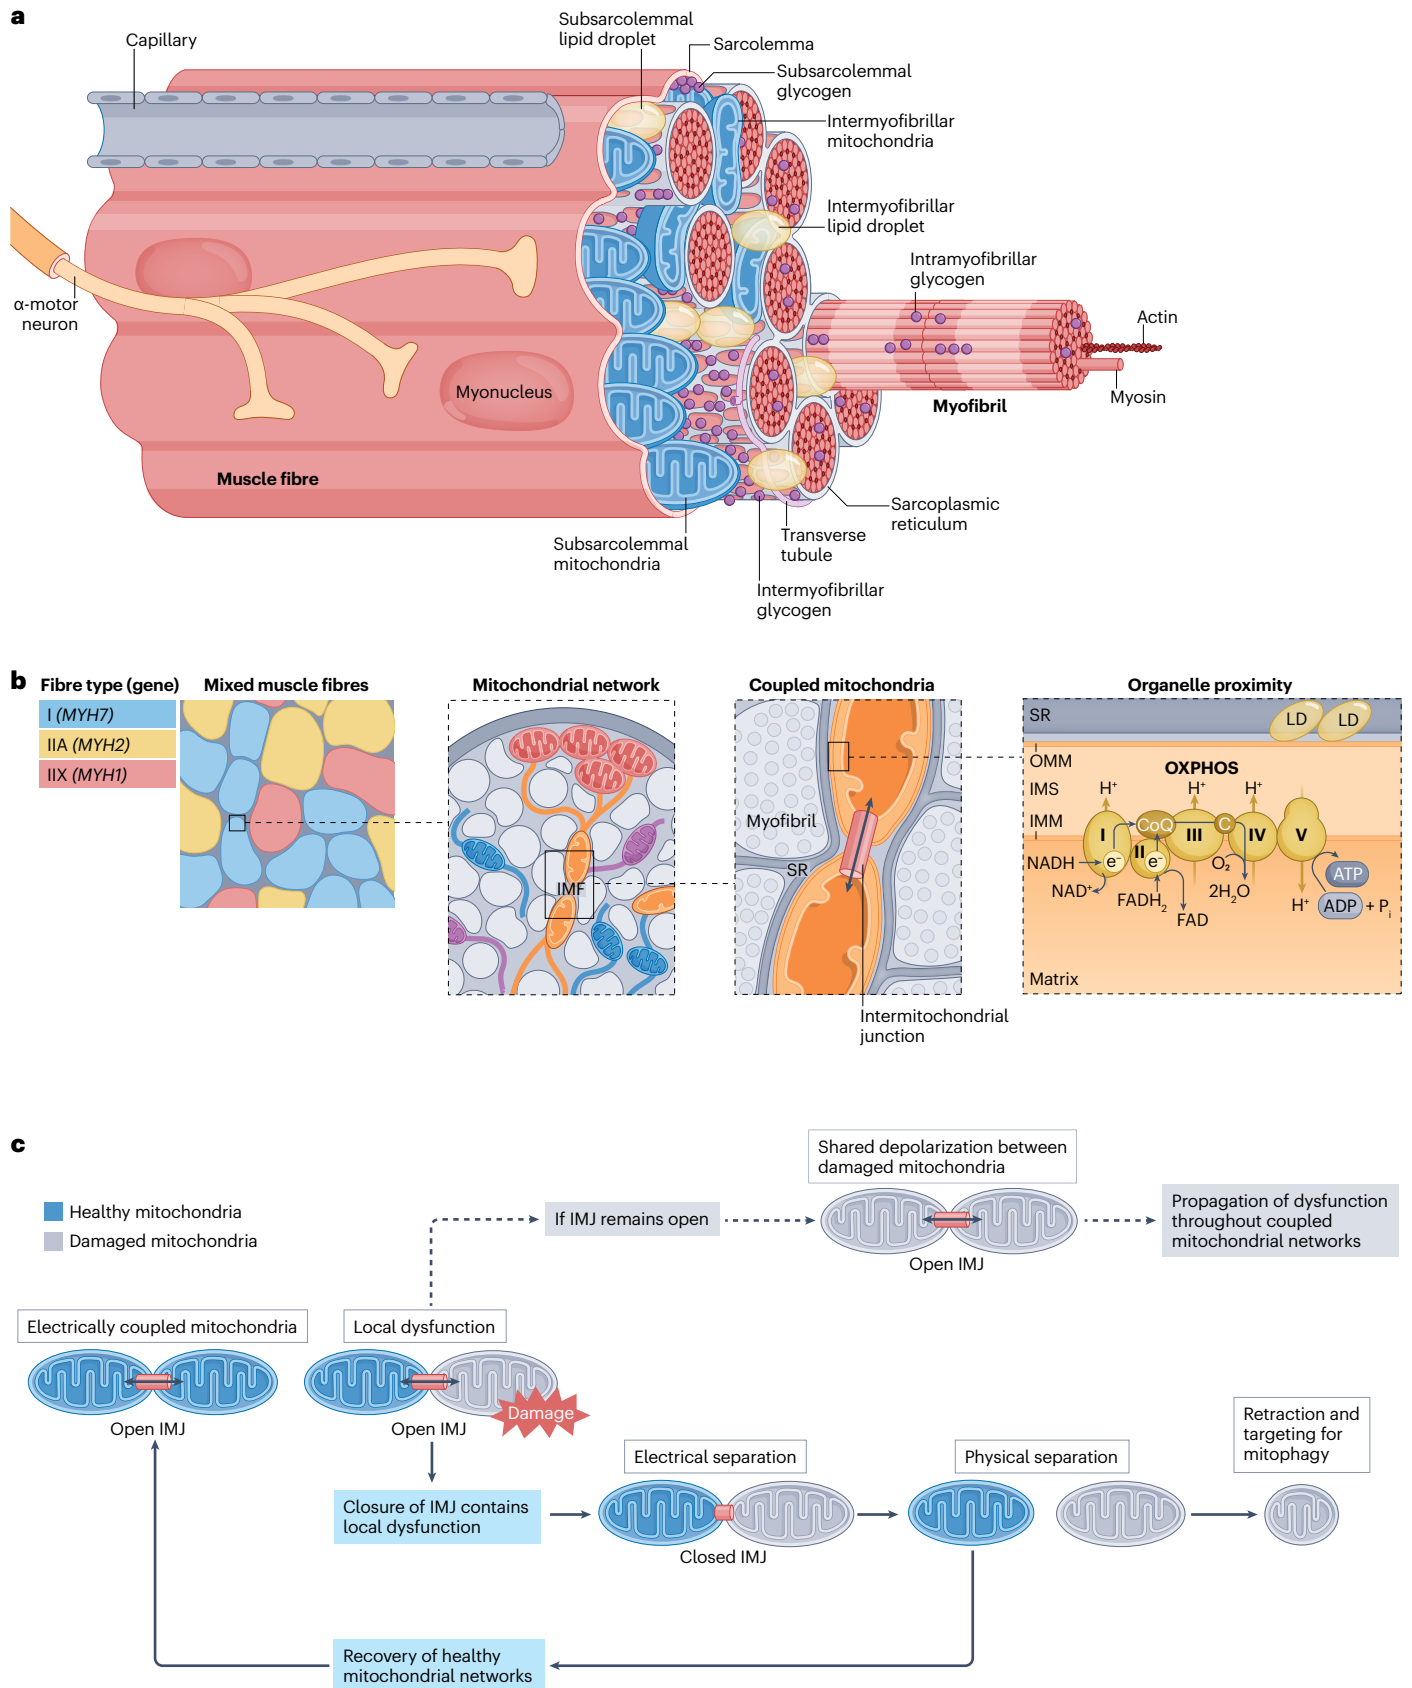 a
Capillary
Subsarcolemmal
lipid droplet
Sarcolemma
Subsarcolemmal
glycogen
Intermyofibrillar
mitochondria
Intermyofibrillar
lipid droplet
Intramyofibrillar
glycogen
α-motor
neuron
Actin
Myonucleus
Myosin
Myofibril
Muscle fibre
Sarcoplasmic
reticulum
Subsarcolemmal
mitochondria
Transverse
tubule
Intermyofibrillar
glycogen
b
Fibre type (gene)
I (MYH7)
IIA (MYH2)
IIX (MYH1)
Mixed muscle fibres
Mitochondrial network
IMF
Coupled mitochondria
Myofibril
SR
Intermitochondrial
junction
Organelle proximity
SR
LD
LD
OMM
OXPHOS
IMS
H⁺
H⁺
H⁺
IMM
I
CoQ
II
III
C
IV
V
NADH
e⁻
e⁻
O₂
ATP
NAD⁺
FADH₂
2H₂O
H⁺
ADP + Pᵢ
FAD
Matrix
c
Healthy mitochondria
Damaged mitochondria
If IMJ remains open
Shared depolarization between
damaged mitochondria
Open IMJ
Propagation of dysfunction
throughout coupled
mitochondrial networks
Electrically coupled mitochondria
Open IMJ
Local dysfunction
Damage
Open IMJ
Closure of IMJ contains
local dysfunction
Electrical separation
Closed IMJ
Physical separation
Retraction and
targeting for
mitophagy
Recovery of healthy
mitochondrial networks